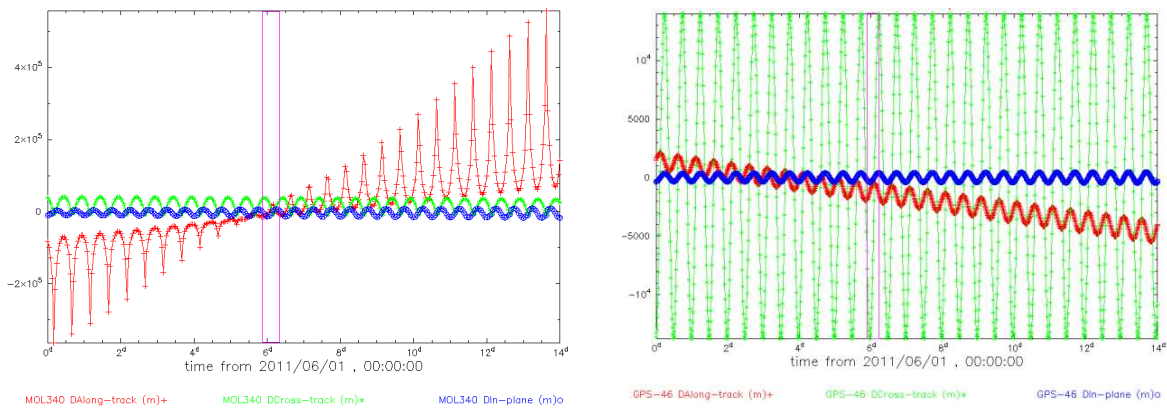 4×10⁵
2×10⁵
0
−2×10⁵
0ᵈ 2ᵈ 4ᵈ 6ᵈ 8ᵈ 10ᵈ 12ᵈ 14ᵈ
time from 2011/06/01 , 00:00:00
MOL340 DAlong-track (m)+ MOL340 DCross-track (m)* MOL340 DIn-plane (m)o
10⁴
5000
0
−5000
−10⁴
0ᵈ 2ᵈ 4ᵈ 6ᵈ 8ᵈ 10ᵈ 12ᵈ 14ᵈ
time from 2011/06/01 , 00:00:00
GPS-46 DAlong-track (m)+ GPS-46 DCross-track (m)* GPS-46 DIn-plane (m)o